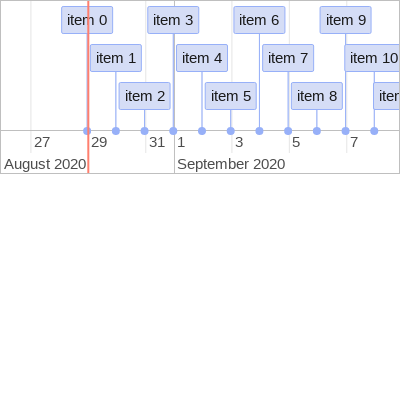 item 0 item 3 item 6 item 9
item 1 item 4 item 7 item 10
item 2 item 5 item 8
27 29 31 1 3 5 7
August 2020 September 2020